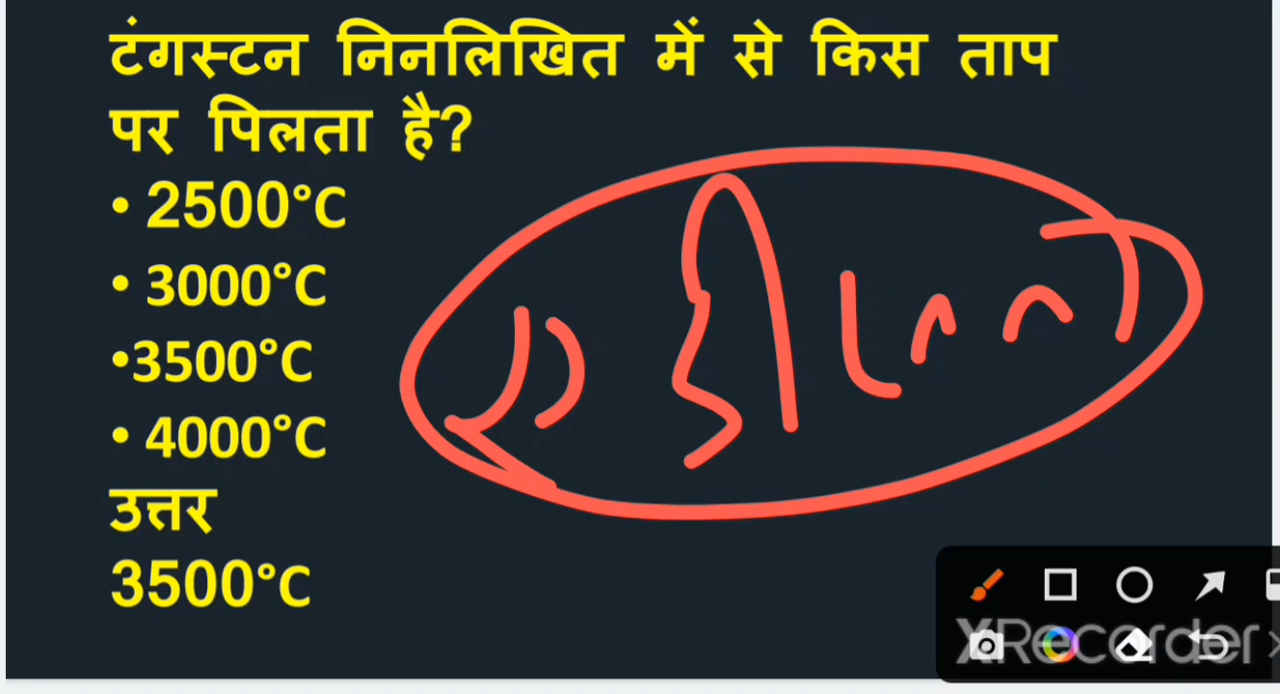 टंगस्टन निनलिखित में से किस ताप
पर पिलता है?
• 2500°C
• 3000°C
•3500°C
• 4000°C
उत्तर
3500°C
XRecorder